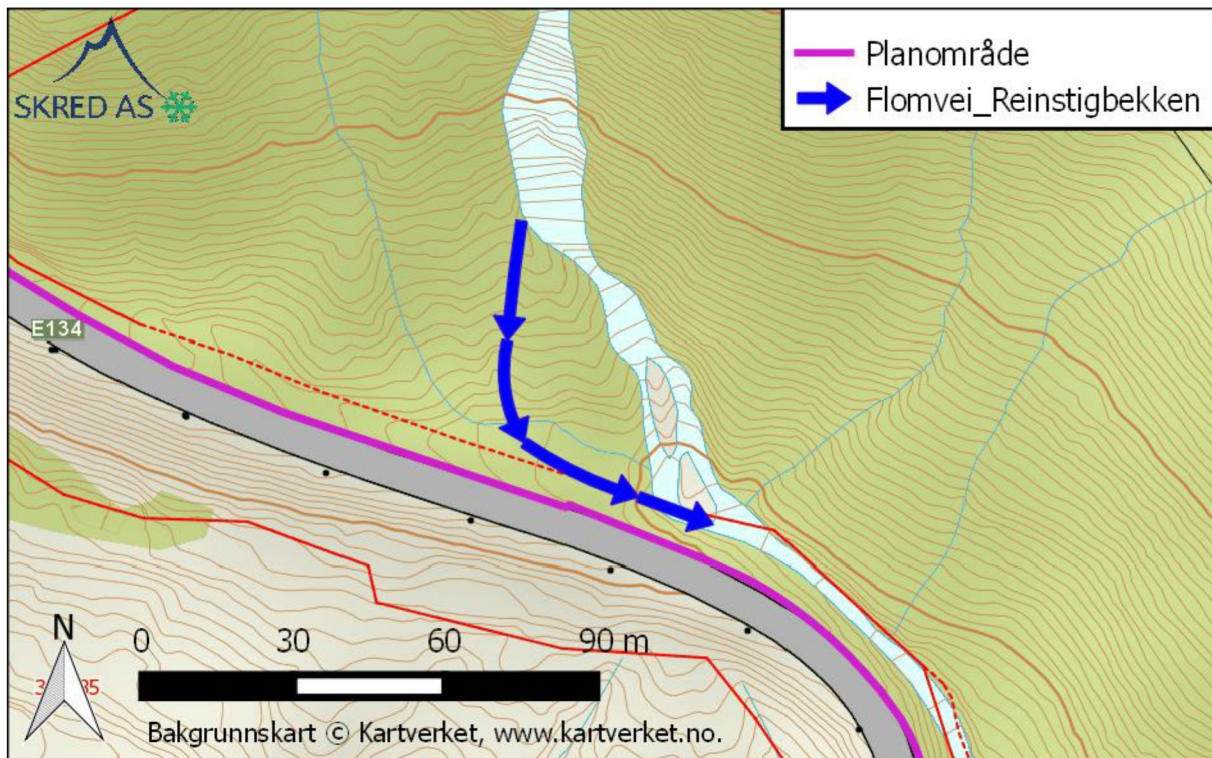 SKRED AS
Planområde
Flomvei_Reinstigbekken
E134
N
0 30 60 90 m
Bakgrunnskart © Kartverket, www.kartverket.no.